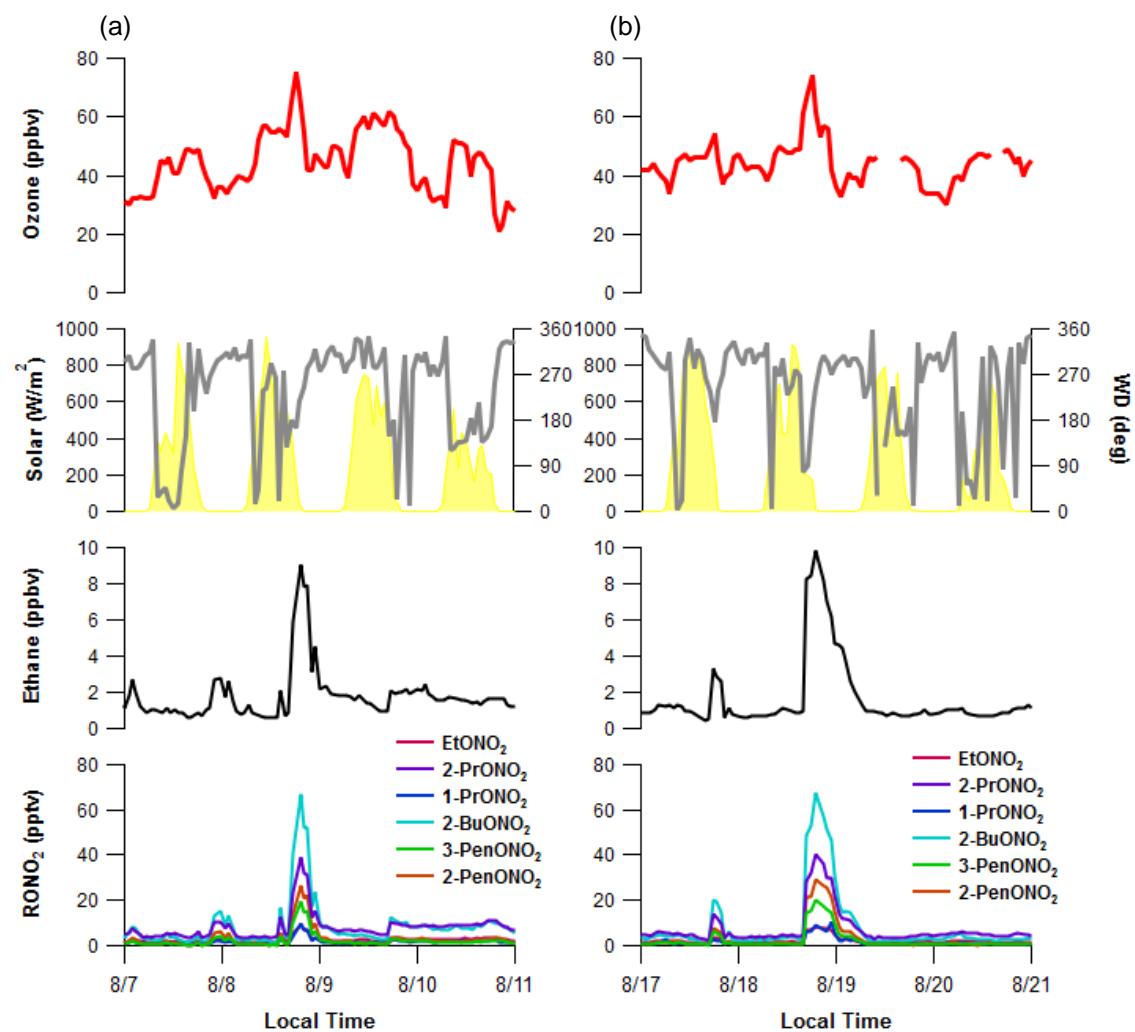 (a)
(b)
Ozone (ppbv)
80
60
40
20
0
80
60
40
20
0
Solar (W/m²)
1000
800
600
400
200
0
360
270
180
90
0
1000
800
600
400
200
0
360
270
180
90
0
WD (deg)
Ethane (ppbv)
10
8
6
4
2
0
10
8
6
4
2
0
RONO₂ (pptv)
80
60
40
20
0
EtONO₂
2-PrONO₂
1-PrONO₂
2-BuONO₂
3-PenONO₂
2-PenONO₂
80
60
40
20
0
EtONO₂
2-PrONO₂
1-PrONO₂
2-BuONO₂
3-PenONO₂
2-PenONO₂
8/7 8/8 8/9 8/10 8/11
8/17 8/18 8/19 8/20 8/21
Local Time
Local Time